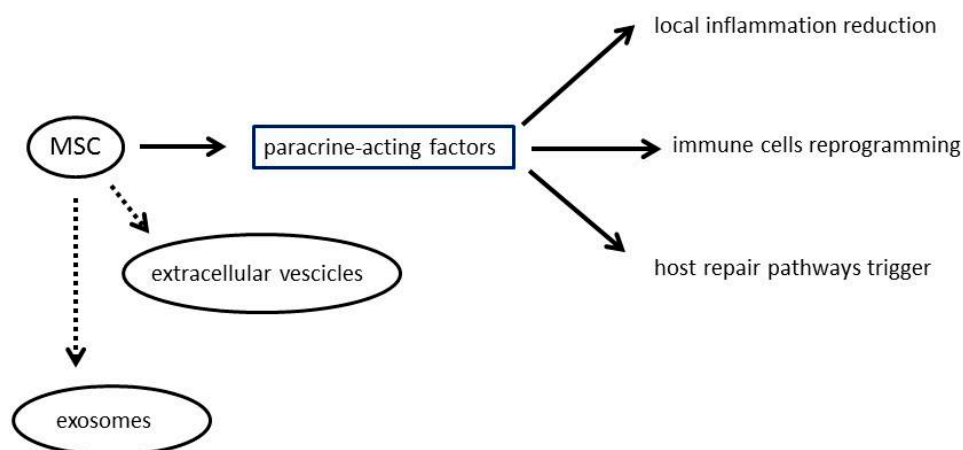 local inflammation reduction
MSC
paracrine-acting factors
immune cells reprogramming
extracellular vescicles
host repair pathways trigger
exosomes